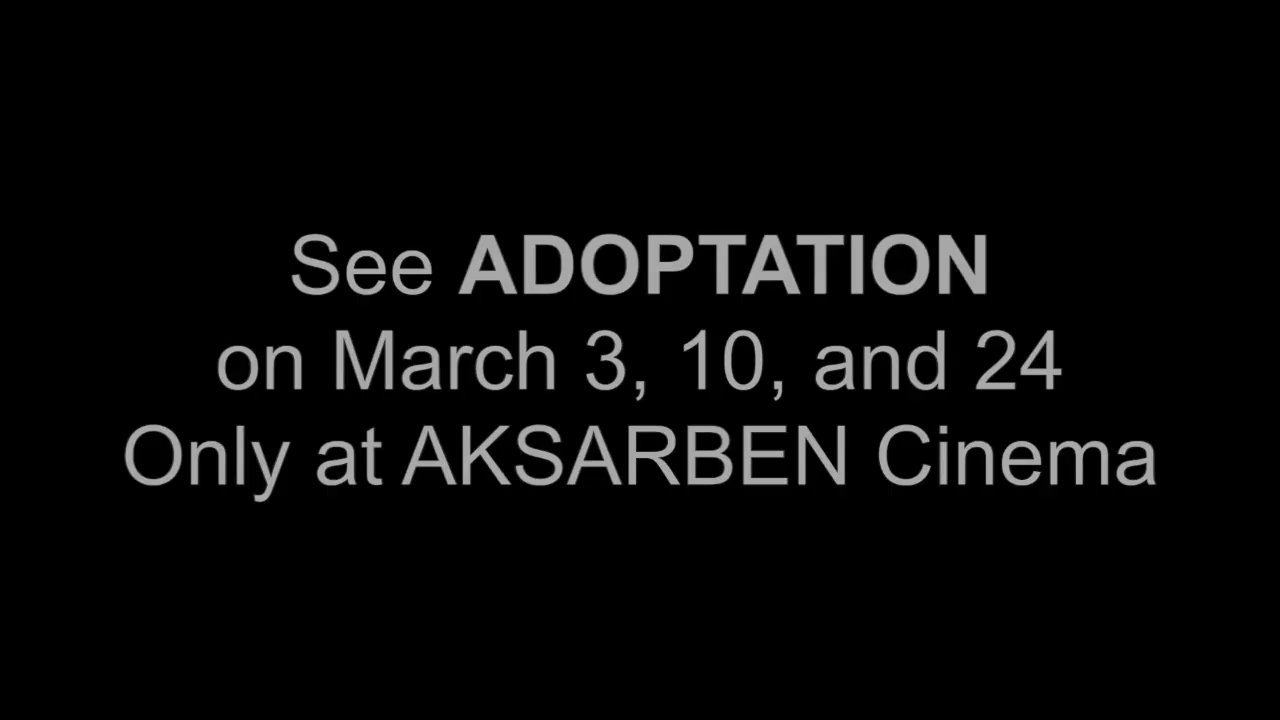 See ADOPTATION
on March 3, 10, and 24
Only at AKSARBEN Cinema